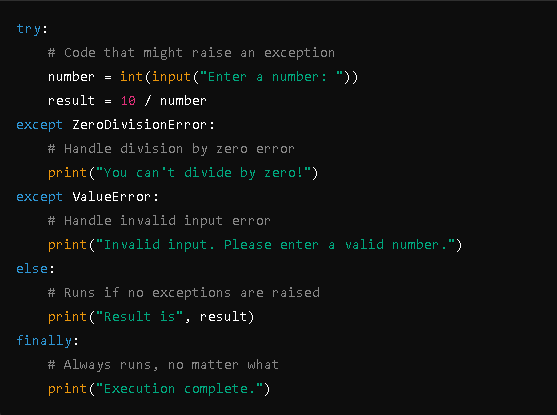 try:
    # Code that might raise an exception
    number = int(input("Enter a number: "))
    result = 10 / number
except ZeroDivisionError:
    # Handle division by zero error
    print("You can't divide by zero!")
except ValueError:
    # Handle invalid input error
    print("Invalid input. Please enter a valid number.")
else:
    # Runs if no exceptions are raised
    print("Result is", result)
finally:
    # Always runs, no matter what
    print("Execution complete.")